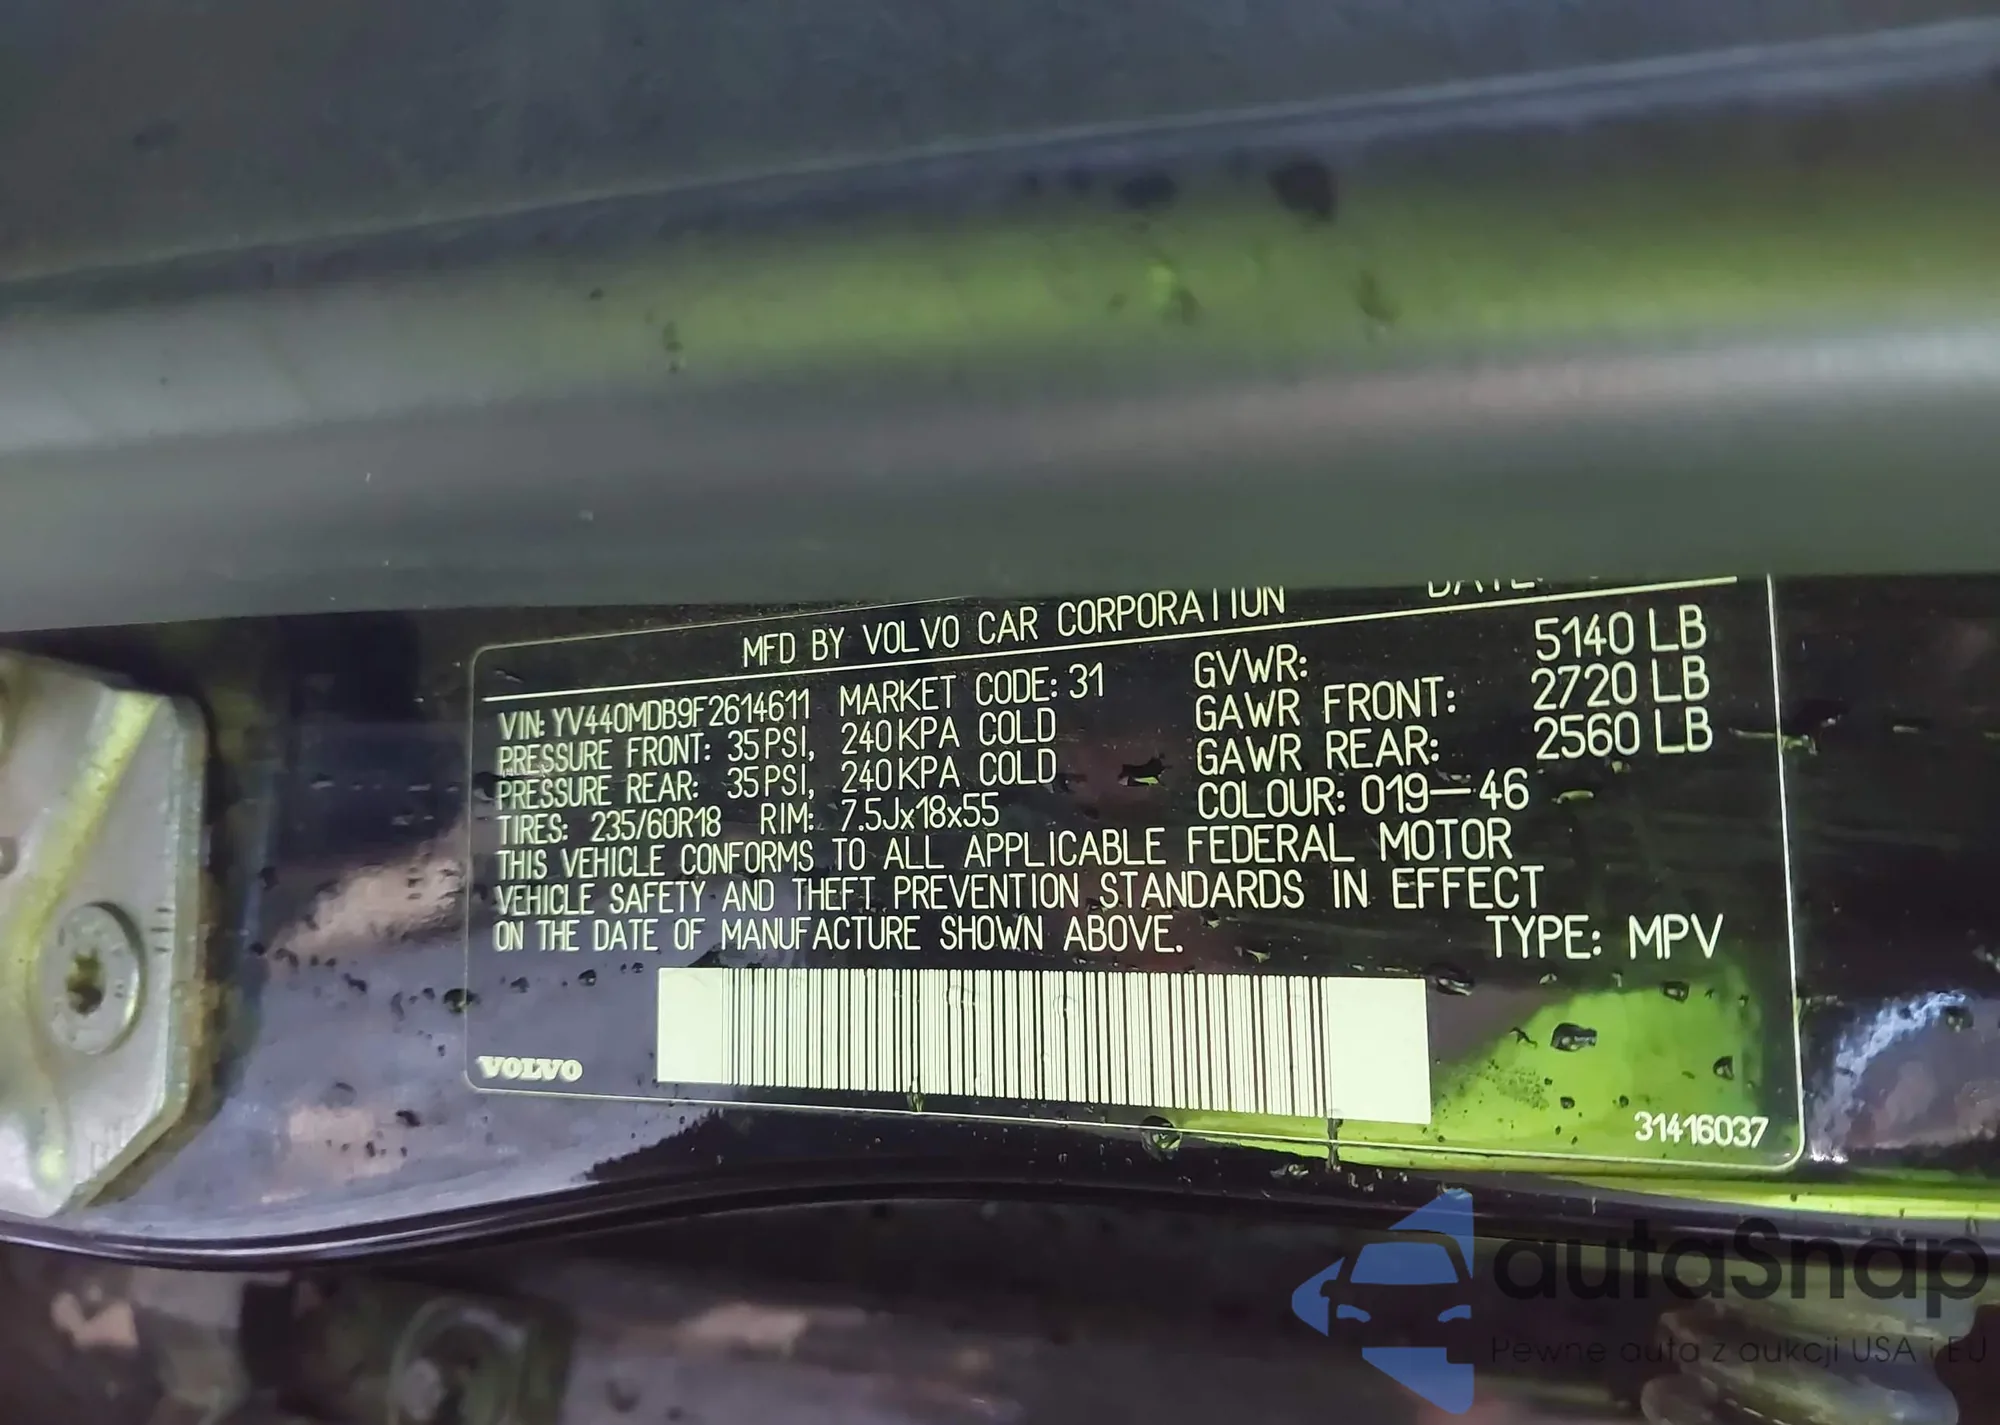 MFD BY VOLVO CAR CORPORATION DATE:
VIN: YV440MDB9F2614611 MARKET CODE: 31 GVWR: 5140 LB
PRESSURE FRONT: 35 PSI, 240 KPA COLD GAWR FRONT: 2720 LB
PRESSURE REAR: 35 PSI, 240 KPA COLD GAWR REAR: 2560 LB
TIRES: 235/60R18 RIM: 7.5Jx18x55 COLOUR: 019—46
THIS VEHICLE CONFORMS TO ALL APPLICABLE FEDERAL MOTOR
VEHICLE SAFETY AND THEFT PREVENTION STANDARDS IN EFFECT
ON THE DATE OF MANUFACTURE SHOWN ABOVE. TYPE: MPV
VOLVO
31416037
autaSnap
Pewne auta z aukcji USA i EU